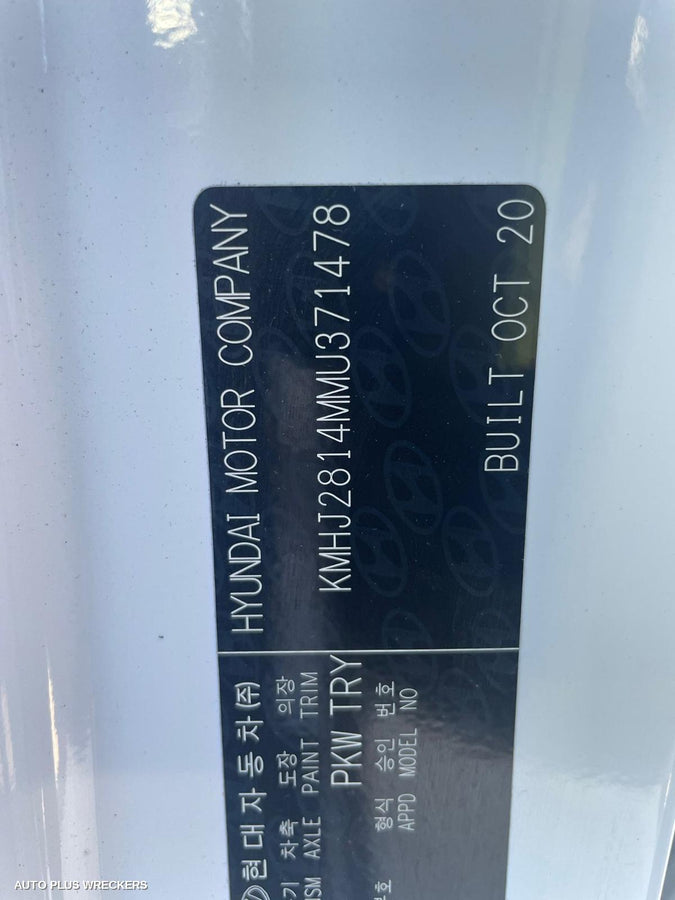 HYUNDAI MOTOR COMPANY
KMHJ2814MMU371478
BUILT OCT 20
현대자동차(주)
차축 도장 의장
AXLE PAINT TRIM
PKW TRY
형식 승인 번호
APPD MODEL NO
AUTO PLUS WRECKERS